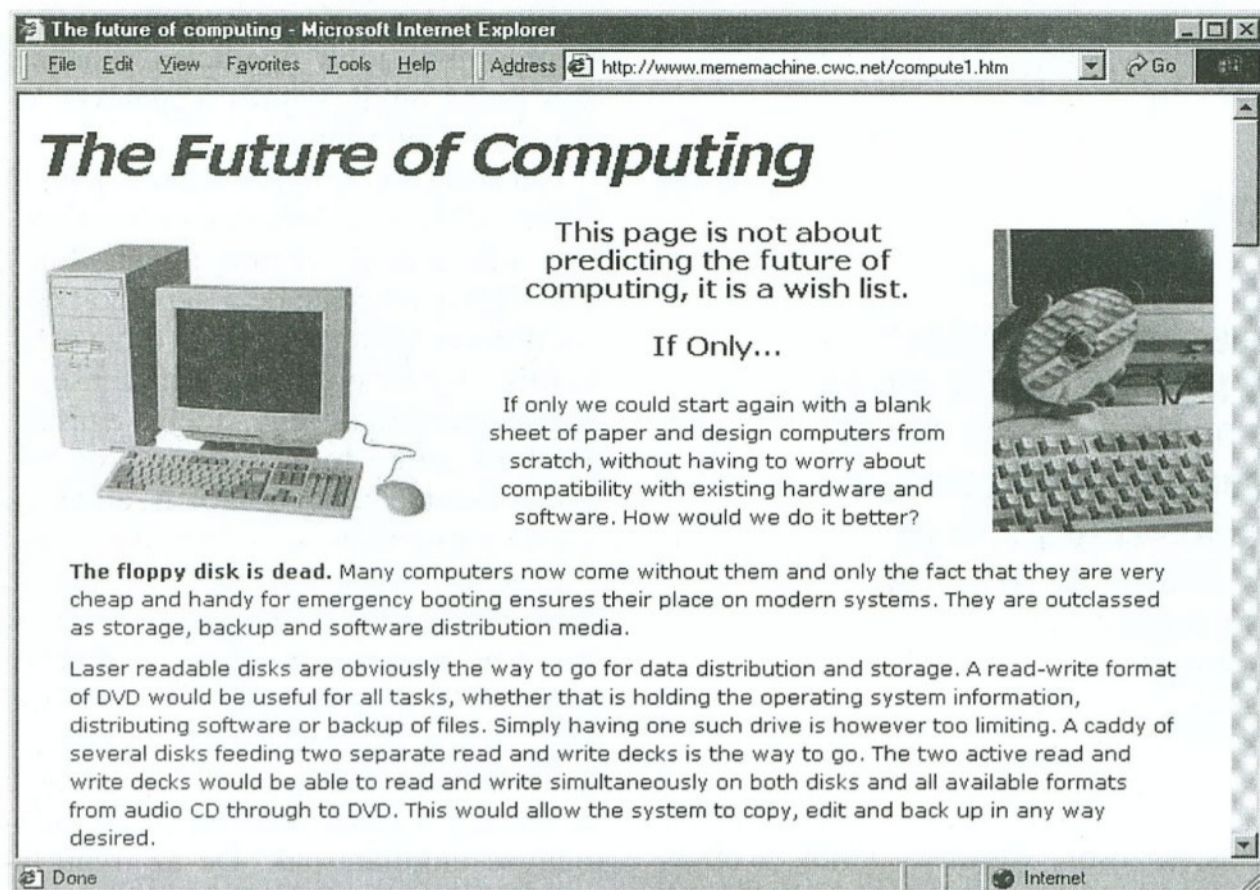 The future of computing - Microsoft Internet Explorer
File Edit View Favorites Tools Help Address http://www.mememachine.cwc.net/compute1.htm Go
The Future of Computing
This page is not about
predicting the future of
computing, it is a wish list.
If Only...
If only we could start again with a blank
sheet of paper and design computers from
scratch, without having to worry about
compatibility with existing hardware and
software. How would we do it better?
The floppy disk is dead. Many computers now come without them and only the fact that they are very
cheap and handy for emergency booting ensures their place on modern systems. They are outclassed
as storage, backup and software distribution media.
Laser readable disks are obviously the way to go for data distribution and storage. A read-write format
of DVD would be useful for all tasks, whether that is holding the operating system information,
distributing software or backup of files. Simply having one such drive is however too limiting. A caddy of
several disks feeding two separate read and write decks is the way to go. The two active read and
write decks would be able to read and write simultaneously on both disks and all available formats
from audio CD through to DVD. This would allow the system to copy, edit and back up in any way
desired.
Done Internet